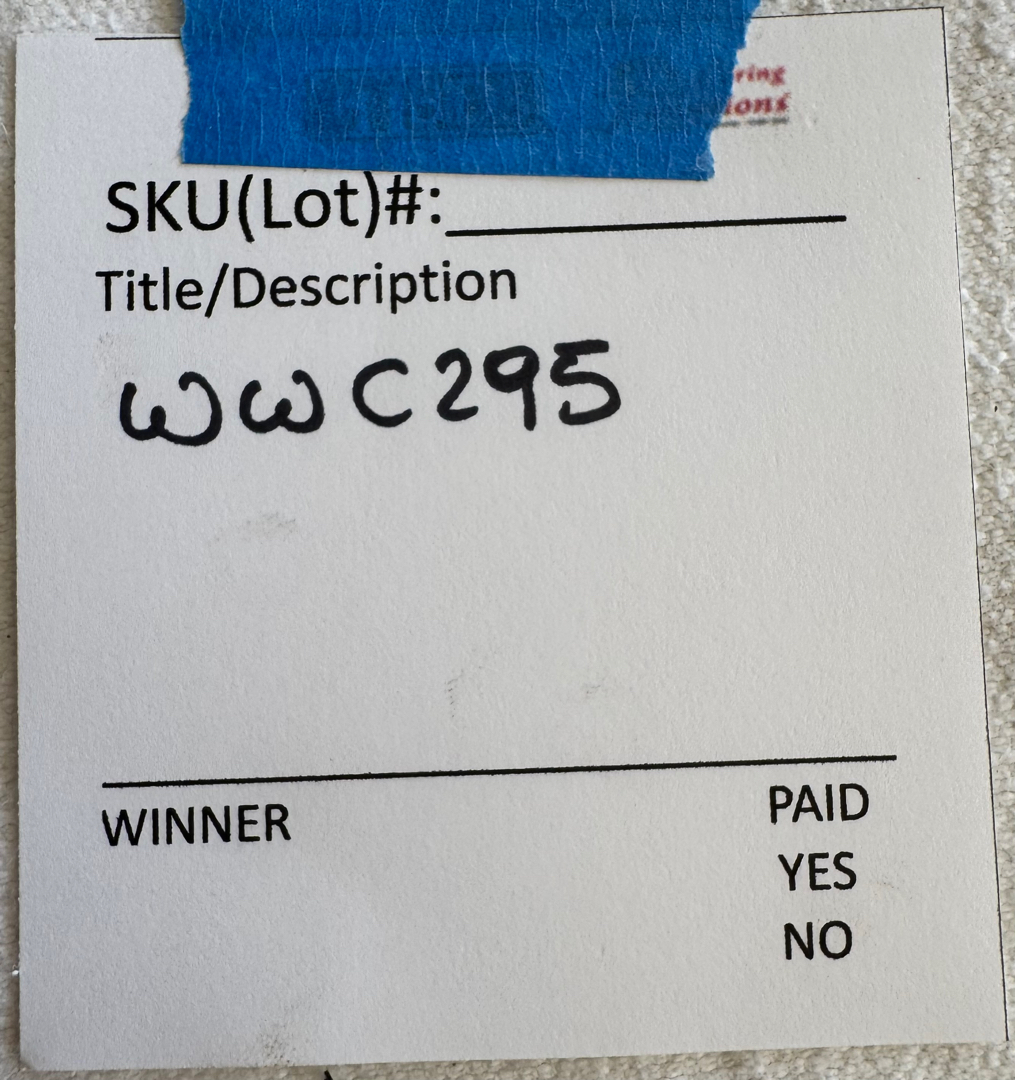 SKU(Lot)#:
Title/Description
WWC295
WINNER
PAID
YES
NO